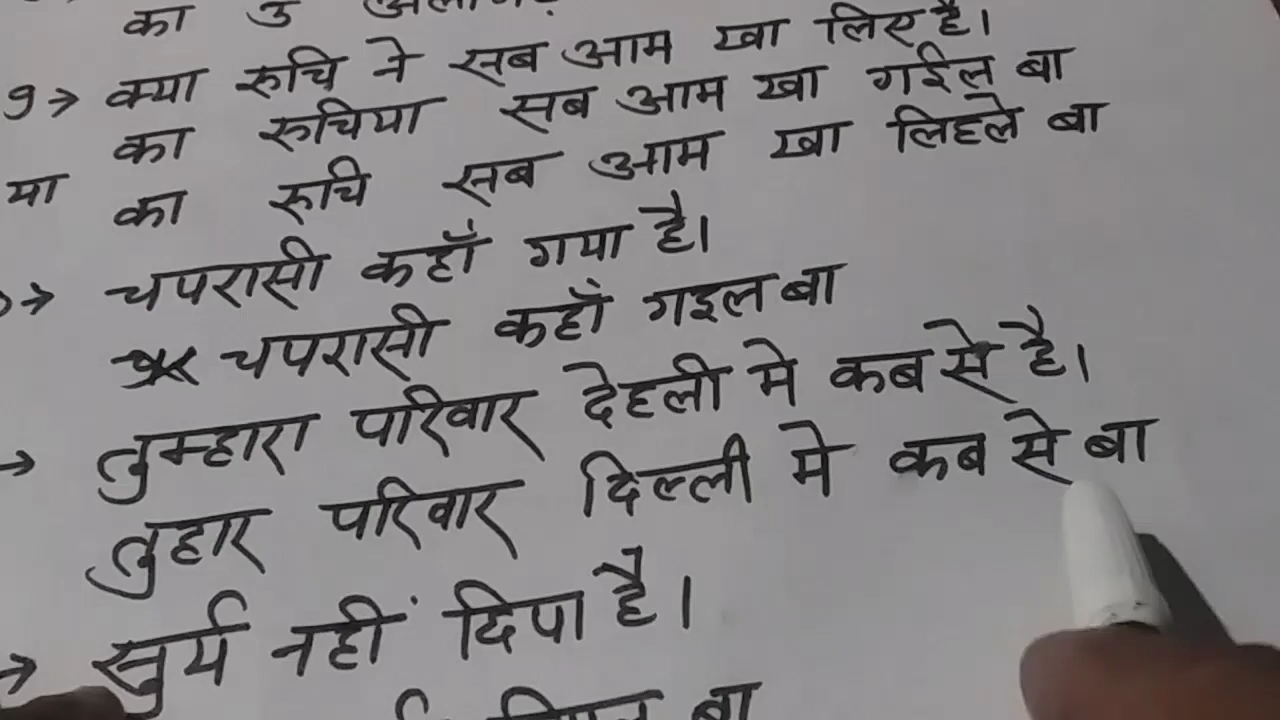 का उ
9→ क्या रुचि ने सब आम खा लिए है।
का रुचिया सब आम खा गईल बा
या का रुचि सब आम खा लिहले बा
→ चपरासी कहाँ गया है।
चपरासी कहाँ गइल बा
→ तुम्हारा परिवार देहली मे कब से है।
तुहार परिवार दिल्ली मे कब से बा
→ सुर्य नहीं दिपा है।
बा